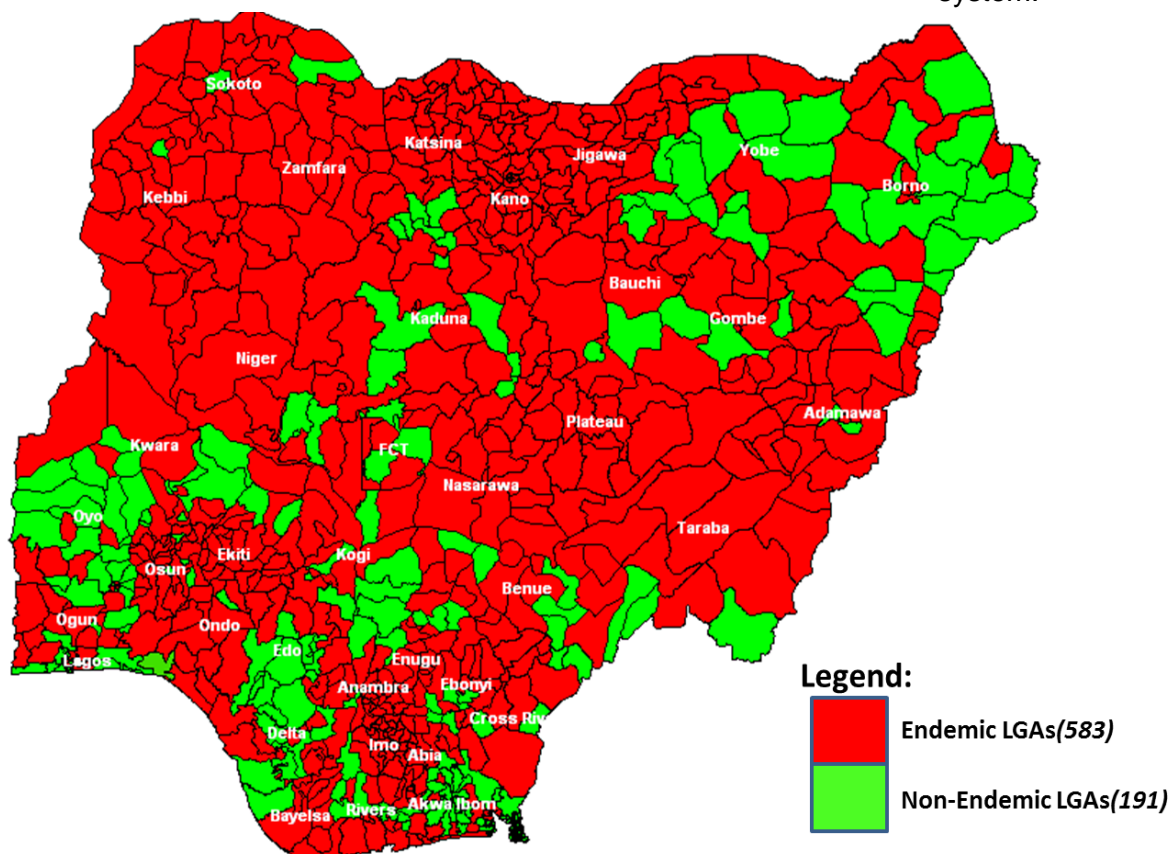 system.
Sokoto
Katsina
Zamfara
Jigawa
Yobe
Kebbi
Kano
Borno
Bauchi
Kaduna
Gombe
Niger
Adamawa
Plateau
Kwara
FCT
Nasarawa
Oyo
Taraba
Ekiti
Kogi
Osun
Benue
Ogun
Ondo
Edo
Lagos
Enugu
Anambra
Ebonyi
Cross Riv
Delta
Imo
Abia
Akwa Ibom
Rivers
Bayelsa
Legend:
Endemic LGAs(583)
Non-Endemic LGAs(191)